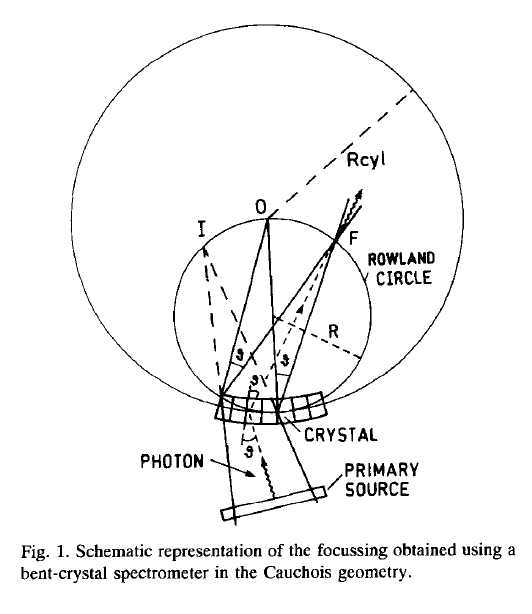 Rcyl
O
I
F
ROWLAND
CIRCLE
R
ϑ
ϑ
ϑ
ϑ
CRYSTAL
PHOTON
PRIMARY
SOURCE
Fig. 1. Schematic representation of the focussing obtained using a
bent-crystal spectrometer in the Cauchois geometry.